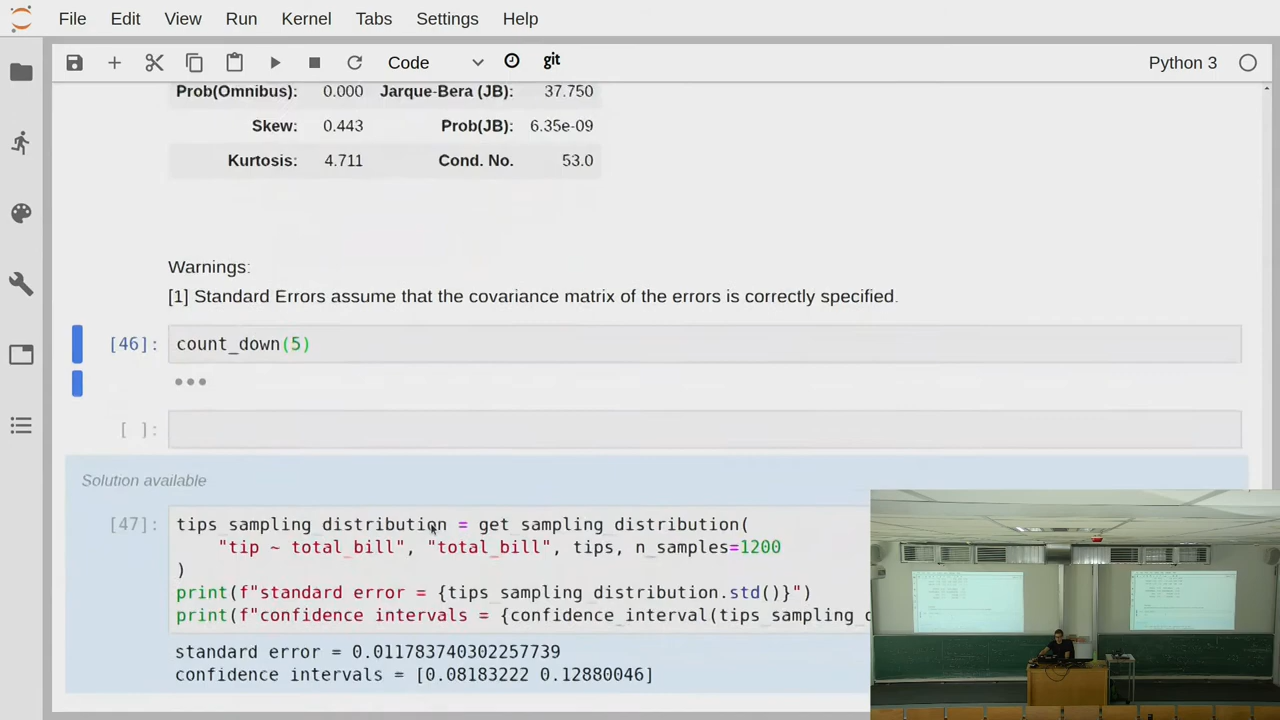 File Edit View Run Kernel Tabs Settings Help
Code git Python 3
Prob(Omnibus): 0.000 Jarque-Bera (JB): 37.750
Skew: 0.443 Prob(JB): 6.35e-09
Kurtosis: 4.711 Cond. No. 53.0
Warnings:
[1] Standard Errors assume that the covariance matrix of the errors is correctly specified.
[46]: count_down(5)
[ ]:
Solution available
[47]: tips_sampling_distribution = get_sampling_distribution(
"tip ~ total_bill", "total_bill", tips, n_samples=1200
)
print(f"standard error = {tips_sampling_distribution.std()}")
print(f"confidence intervals = {confidence_interval(tips_sampling_
standard error = 0.011783740302257739
confidence intervals = [0.08183222 0.12880046]